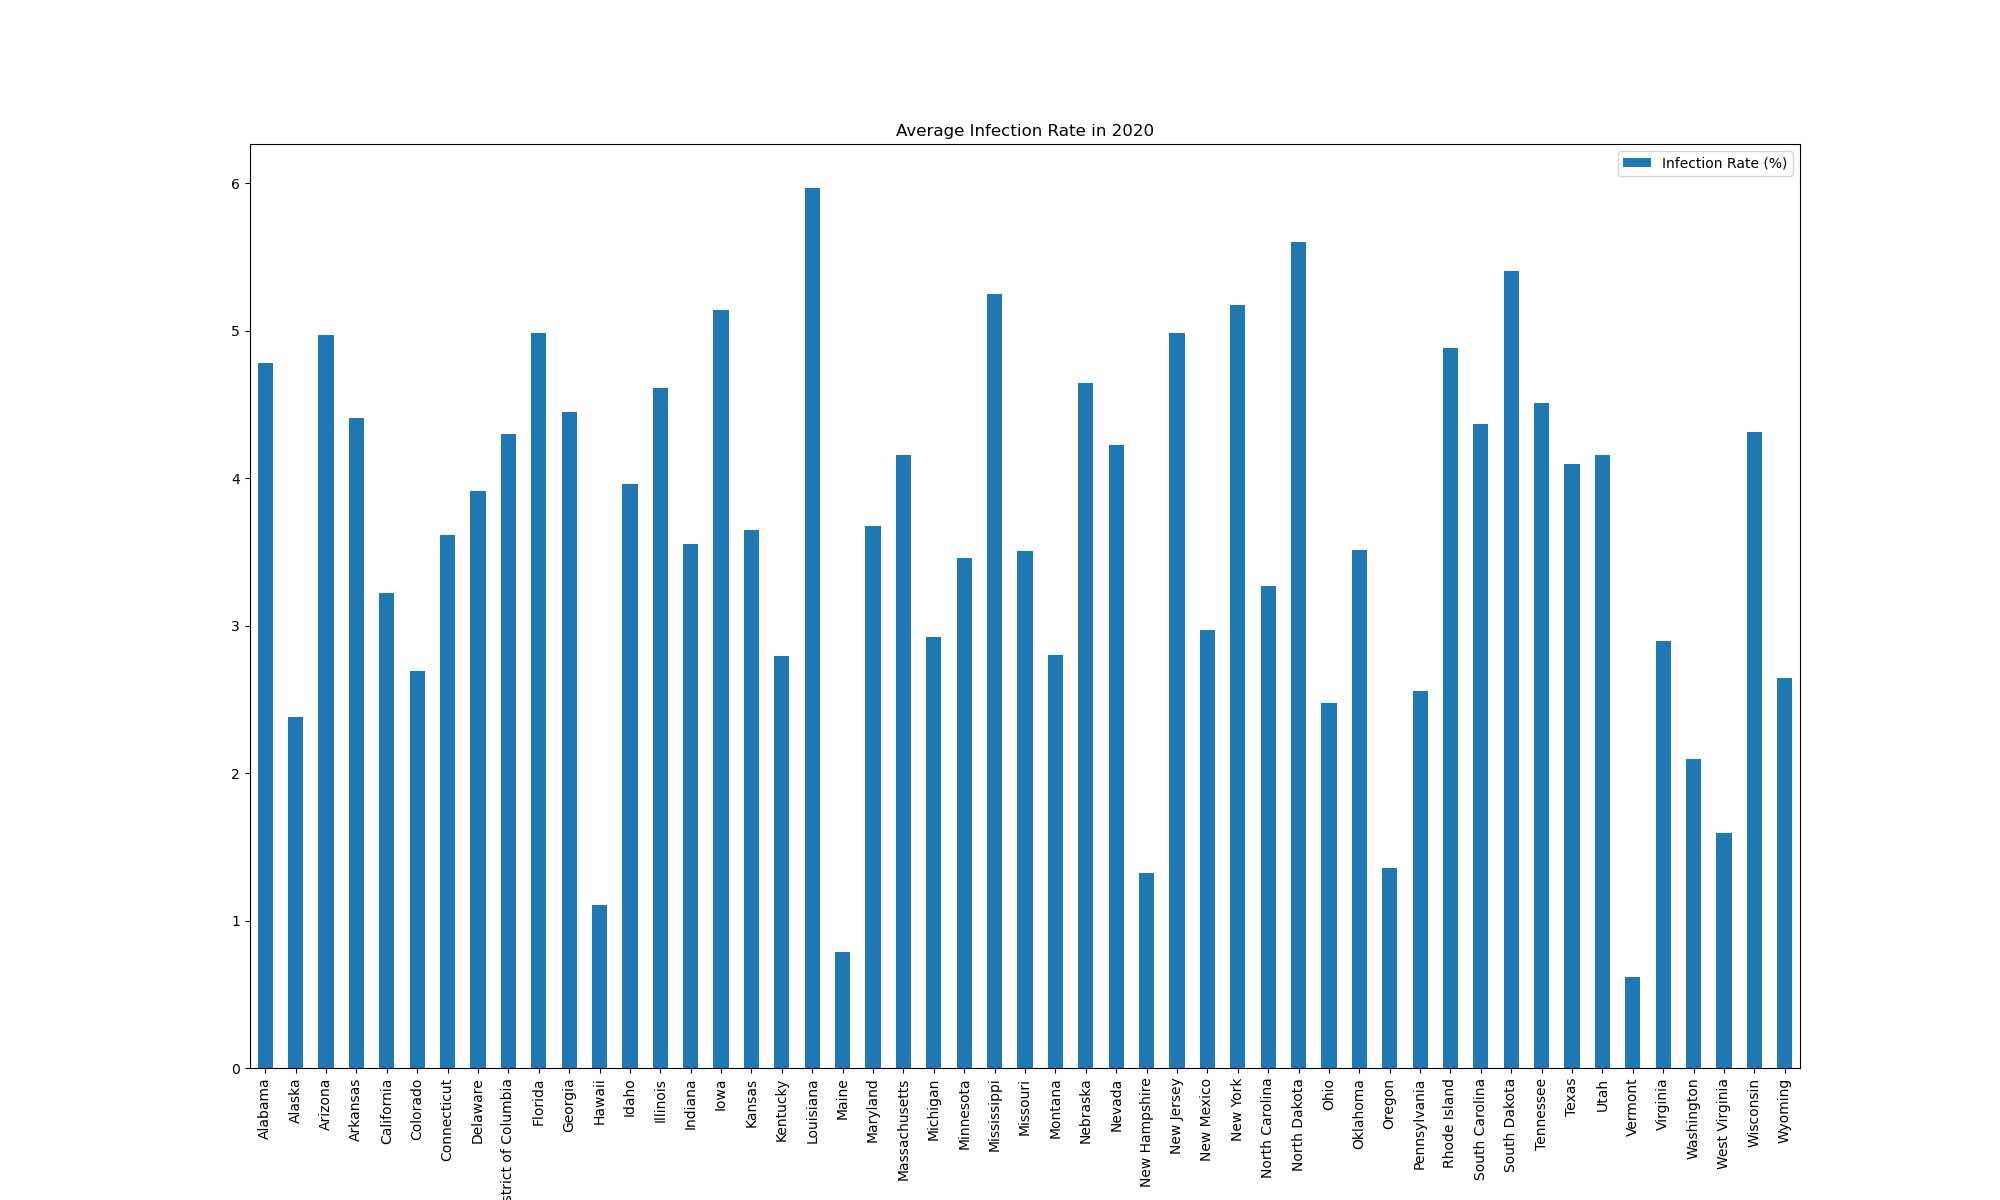 Average Infection Rate in 2020
Infection Rate (%)
6
5
4
3
2
1
0
Alabama
Alaska
Arizona
Arkansas
California
Colorado
Connecticut
Delaware
strict of Columbia
Florida
Georgia
Hawaii
Idaho
Illinois
Indiana
Iowa
Kansas
Kentucky
Louisiana
Maine
Maryland
Massachusetts
Michigan
Minnesota
Mississippi
Missouri
Montana
Nebraska
Nevada
New Hampshire
New Jersey
New Mexico
New York
North Carolina
North Dakota
Ohio
Oklahoma
Oregon
Pennsylvania
Rhode Island
South Carolina
South Dakota
Tennessee
Texas
Utah
Vermont
Virginia
Washington
West Virginia
Wisconsin
Wyoming